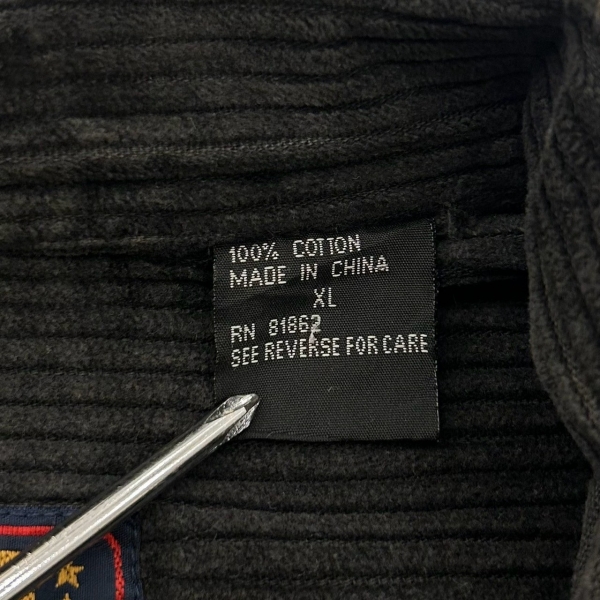 100% COTTON
MADE IN CHINA
XL
RN 81862
SEE REVERSE FOR CARE